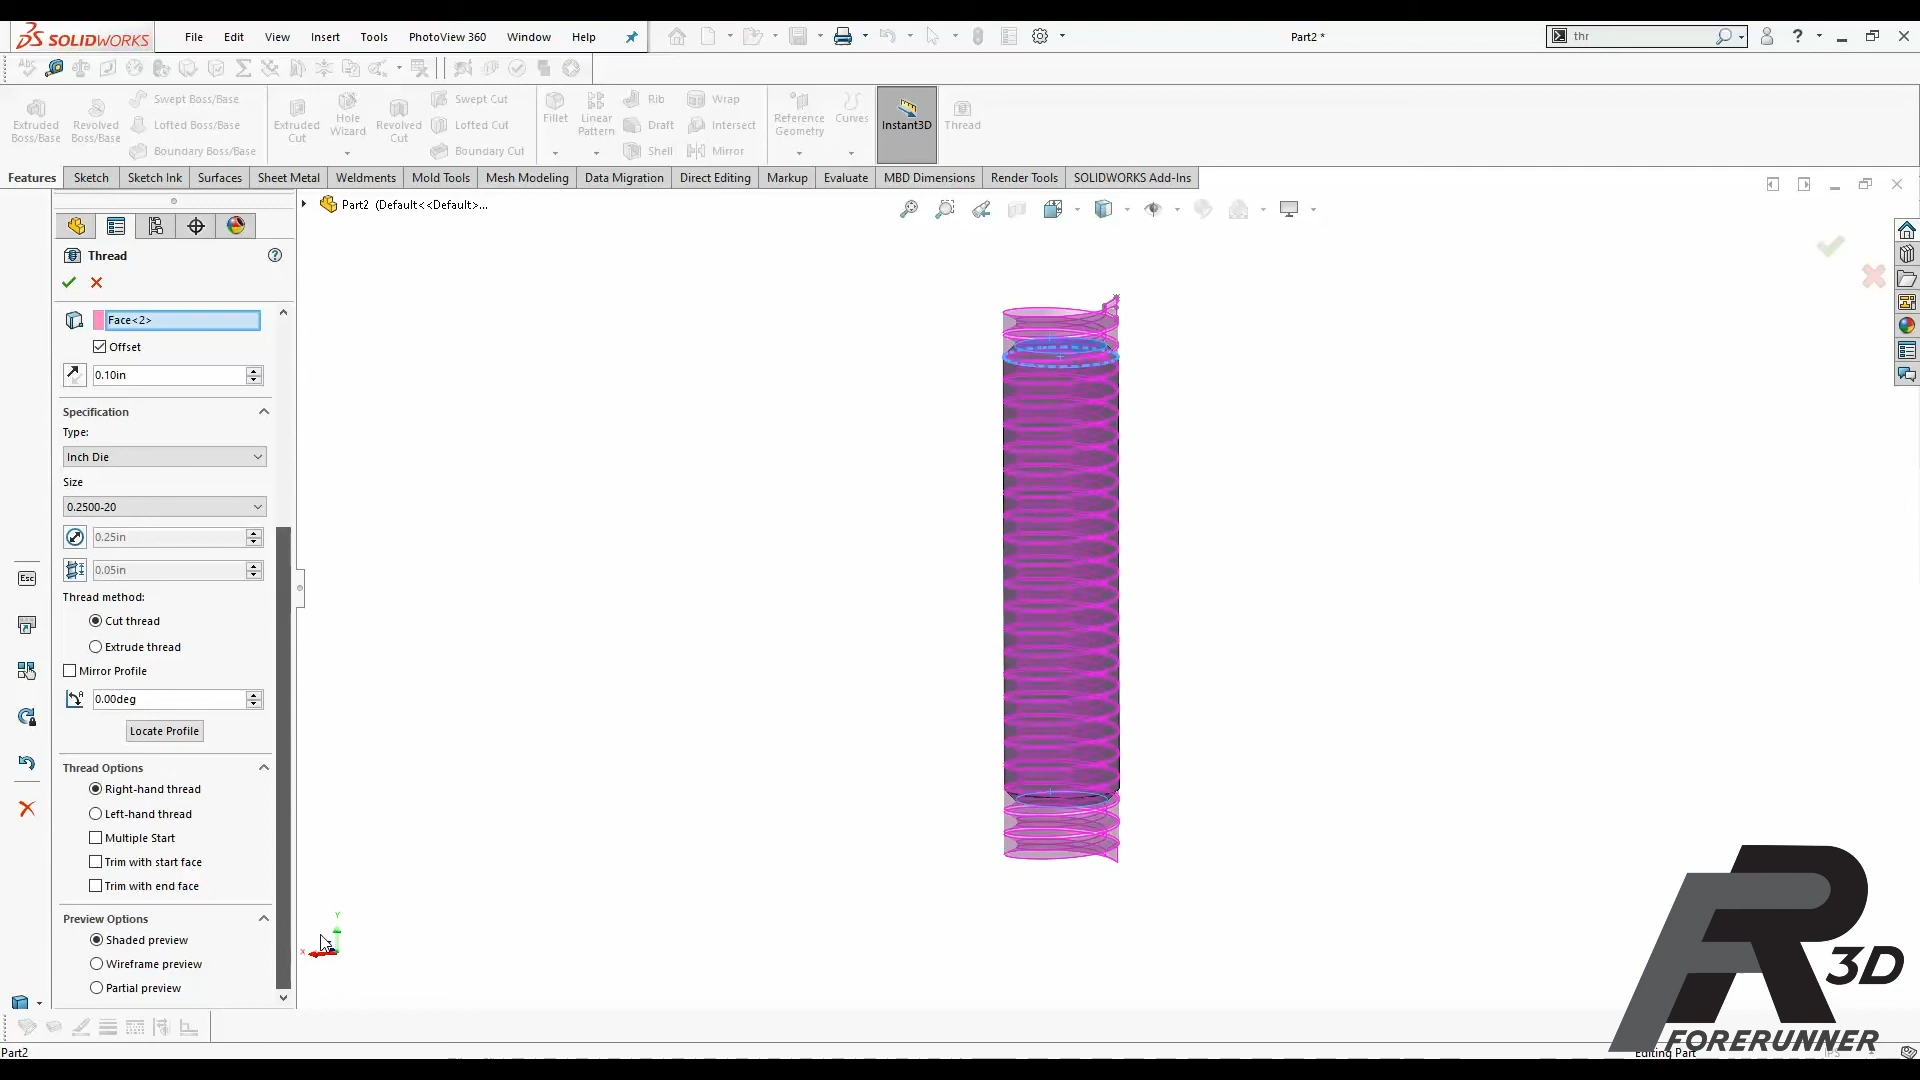 SOLIDWORKS
File Edit View Insert Tools PhotoView 360 Window Help
Part2 *
thr
Extruded Boss/Base
Revolved Boss/Base
Swept Boss/Base
Lofted Boss/Base
Boundary Boss/Base
Extruded Cut
Hole Wizard
Revolved Cut
Swept Cut
Lofted Cut
Boundary Cut
Fillet
Linear Pattern
Rib
Draft
Shell
Wrap
Intersect
Mirror
Reference Geometry
Curves
Instant3D
Thread
Features Sketch Sketch Ink Surfaces Sheet Metal Weldments Mold Tools Mesh Modeling Data Migration Direct Editing Markup Evaluate MBD Dimensions Render Tools SOLIDWORKS Add-Ins
Part2 (Default<<Default>...
Thread
Face<2>
Offset
0.10in
Specification
Type:
Inch Die
Size
0.2500-20
0.25in
0.05in
Esc
Thread method:
Cut thread
Extrude thread
Mirror Profile
0.00deg
Locate Profile
Thread Options
Right-hand thread
Left-hand thread
Multiple Start
Trim with start face
Trim with end face
Preview Options
Shaded preview
Wireframe preview
Partial preview
Y
X
FR 3D
FORERUNNER
Part2
Editing Part
IPS